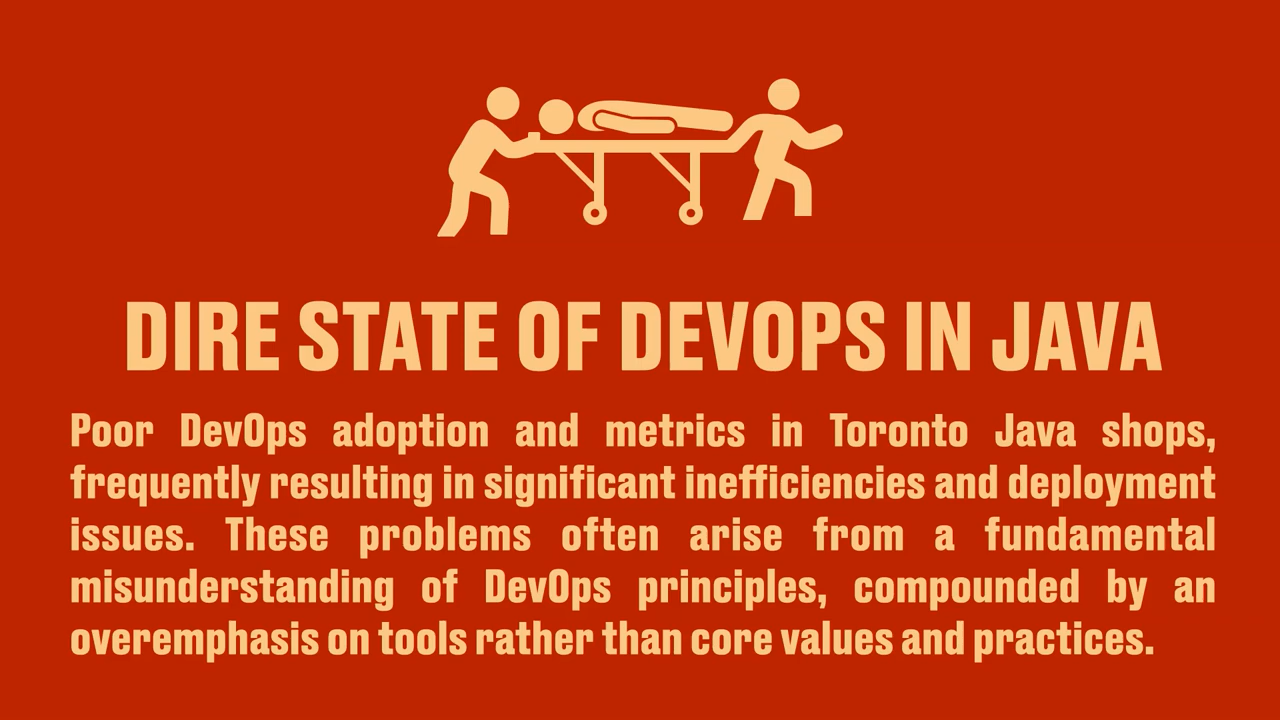 DIRE STATE OF DEVOPS IN JAVA
Poor DevOps adoption and metrics in Toronto Java shops,
frequently resulting in significant inefficiencies and deployment
issues. These problems often arise from a fundamental
misunderstanding of DevOps principles, compounded by an
overemphasis on tools rather than core values and practices.